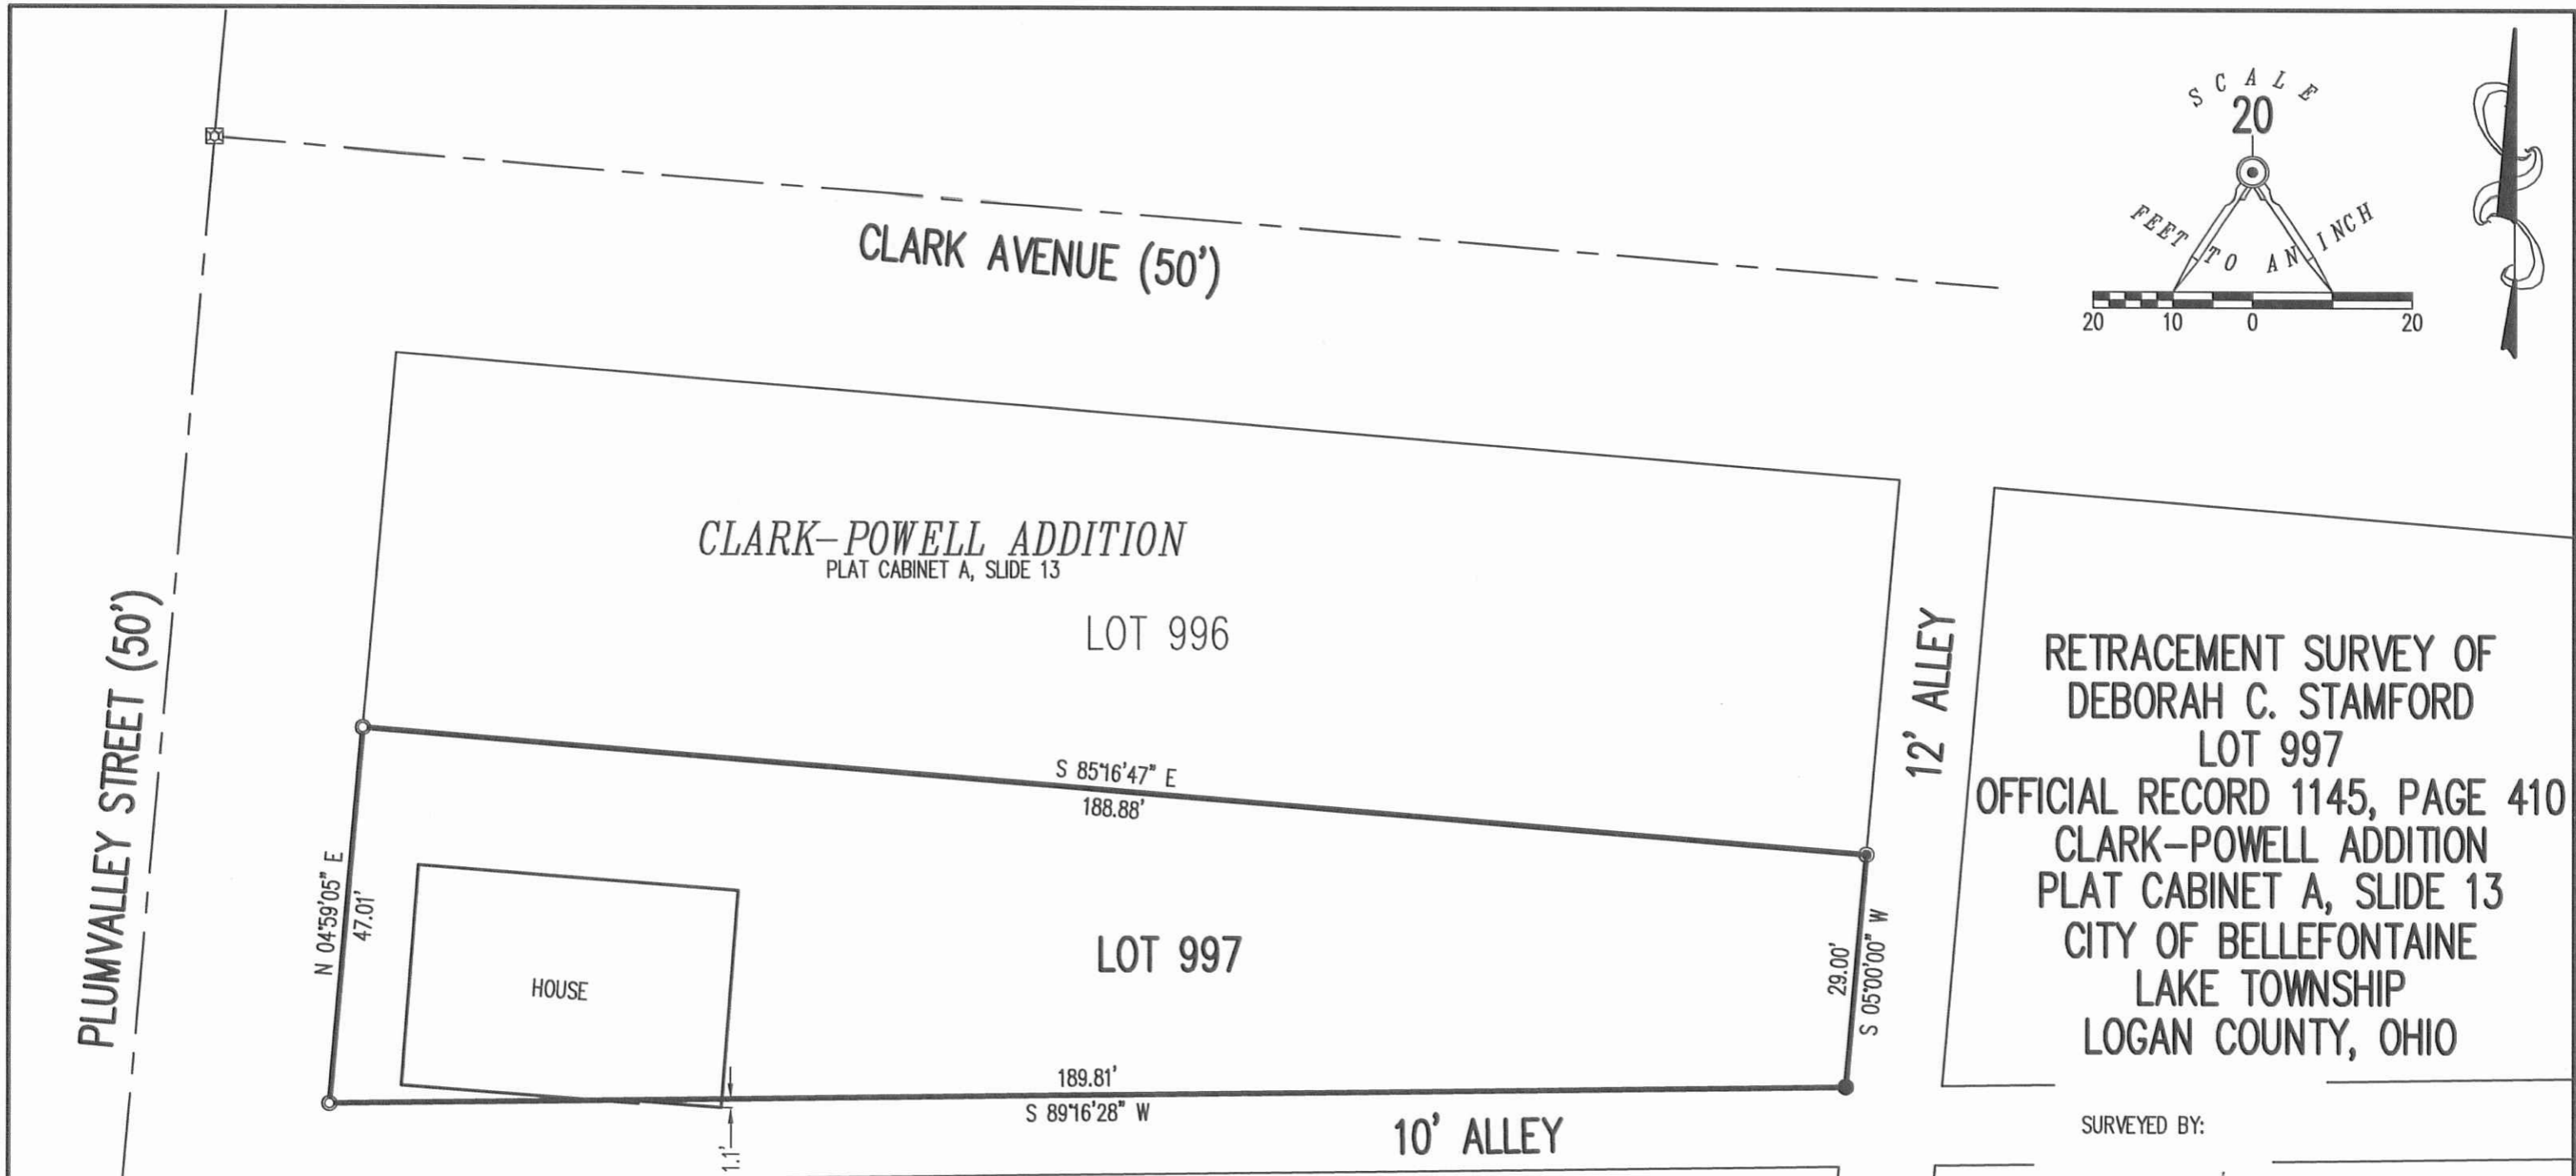 SCALE
20
FEET TO AN INCH
20 10 0 20
CLARK AVENUE (50')
PLUMVALLEY STREET (50')
CLARK-POWELL ADDITION
PLAT CABINET A, SLIDE 13
LOT 996
12' ALLEY
S 85°16'47" E
188.88'
N 04°59'05" E
47.01'
HOUSE
LOT 997
29.00'
S 05°00'00" W
189.81'
S 89°16'28" W
1.1'
10' ALLEY
RETRACEMENT SURVEY OF
DEBORAH C. STAMFORD
LOT 997
OFFICIAL RECORD 1145, PAGE 410
CLARK-POWELL ADDITION
PLAT CABINET A, SLIDE 13
CITY OF BELLEFONTAINE
LAKE TOWNSHIP
LOGAN COUNTY, OHIO
SURVEYED BY: